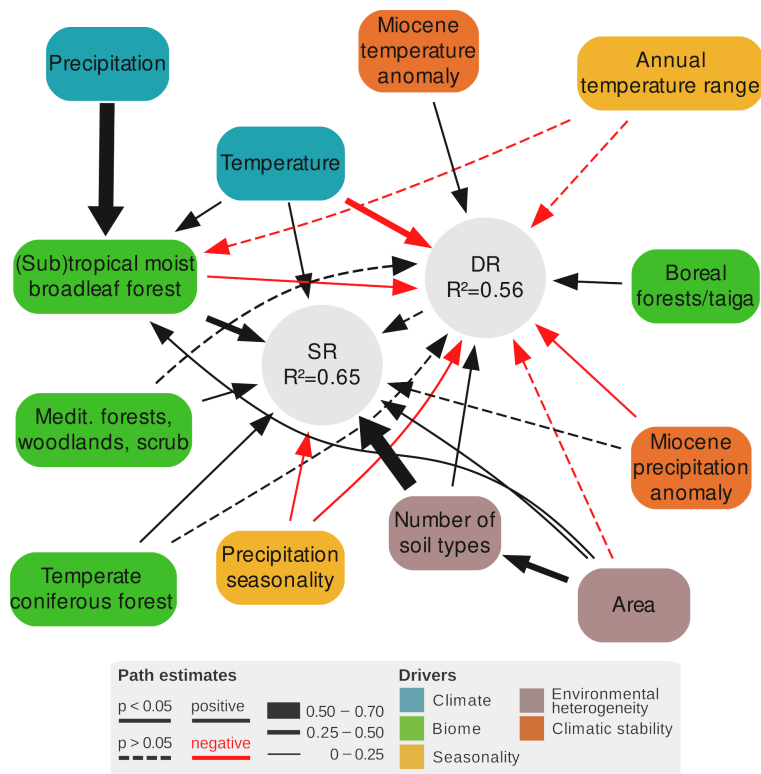 Miocene
temperature
anomaly
Annual
temperature range
Precipitation
Temperature
(Sub)tropical moist
broadleaf forest
DR
R²=0.56
Boreal
forests/taiga
SR
R²=0.65
Medit. forests,
woodlands, scrub
Miocene
precipitation
anomaly
Number of
soil types
Precipitation
seasonality
Temperate
coniferous forest
Area
Path estimates
p < 0.05
positive
0.50 – 0.70
0.25 – 0.50
p > 0.05
negative
0 – 0.25
Drivers
Climate
Biome
Seasonality
Environmental
heterogeneity
Climatic stability